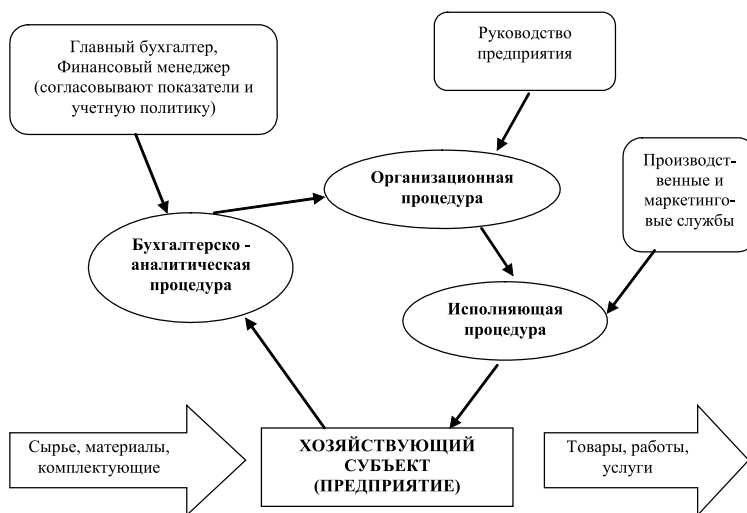 Главный бухгалтер,
Финансовый менеджер
(согласовывают показатели и
учетную политику)
Руководство
предприятия
Производст-
венные и
маркетинго-
вые службы
Организационная
процедура
Бухгалтерско -
аналитическая
процедура
Исполняющая
процедура
Сырье, материалы,
комплектующие
ХОЗЯЙСТВУЮЩИЙ
СУБЪЕКТ
(ПРЕДПРИЯТИЕ)
Товары, работы,
услуги